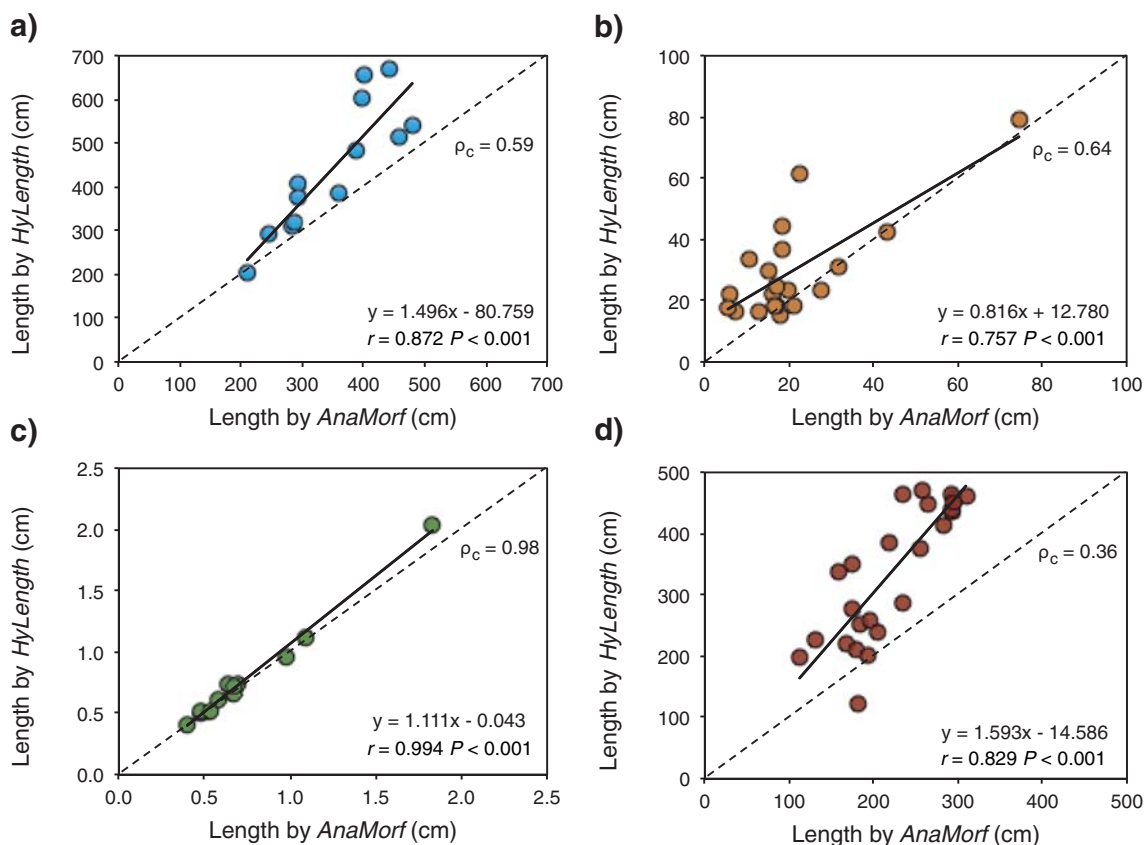 a)
700
600
500
400
300
200
100
0
Length by HyLength (cm)
ρc = 0.59
y = 1.496x - 80.759
r = 0.872 P < 0.001
0 100 200 300 400 500 600 700
Length by AnaMorf (cm)
b)
100
80
60
40
20
0
Length by HyLength (cm)
ρc = 0.64
y = 0.816x + 12.780
r = 0.757 P < 0.001
0 20 40 60 80 100
Length by AnaMorf (cm)
c)
2.5
2.0
1.5
1.0
0.5
0.0
Length by HyLength (cm)
ρc = 0.98
y = 1.111x - 0.043
r = 0.994 P < 0.001
0.0 0.5 1.0 1.5 2.0 2.5
Length by AnaMorf (cm)
d)
500
400
300
200
100
0
Length by HyLength (cm)
ρc = 0.36
y = 1.593x - 14.586
r = 0.829 P < 0.001
0 100 200 300 400 500
Length by AnaMorf (cm)